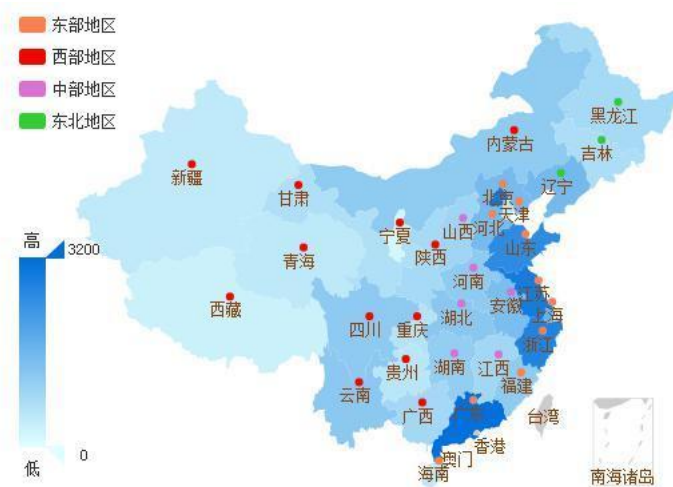 东部地区
西部地区
中部地区
东北地区
高
3200
0
低
黑龙江
内蒙古
吉林
新疆
甘肃
北京
辽宁
天津
宁夏
山西
河北
青海
陕西
山东
河南
西藏
江苏
安徽
上海
四川
重庆
湖北
浙江
贵州
湖南
江西
云南
福建
广西
广东
台湾
香港
澳门
海南
南海诸岛